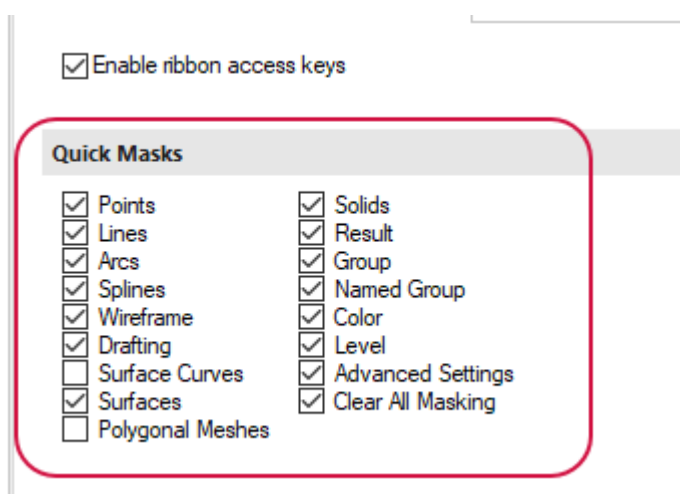 Enable ribbon access keys
Quick Masks
Points
Lines
Arcs
Splines
Wireframe
Drafting
Surface Curves
Surfaces
Polygonal Meshes
Solids
Result
Group
Named Group
Color
Level
Advanced Settings
Clear All Masking